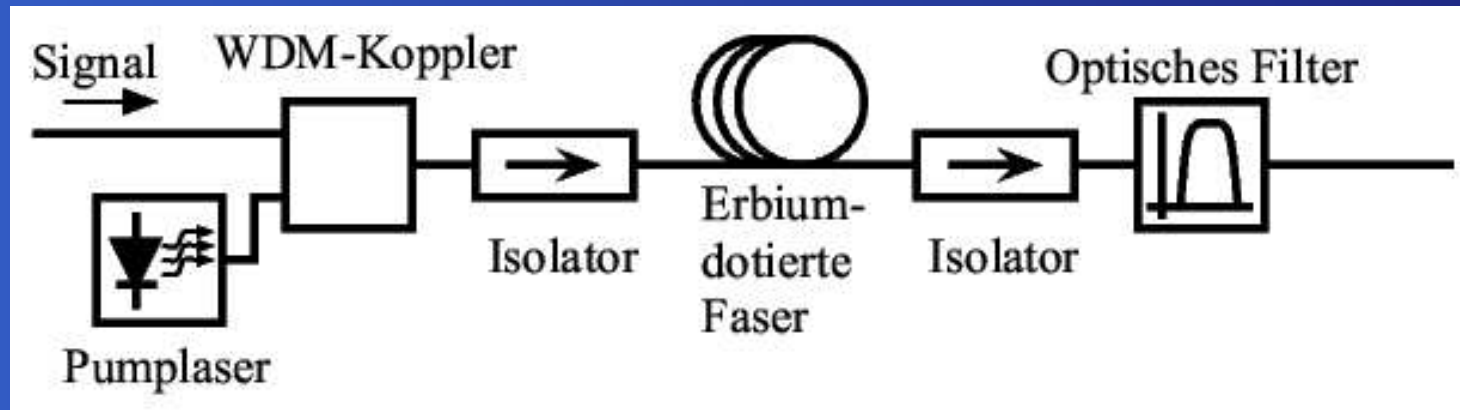 Signal
WDM-Koppler
Optisches Filter
Isolator
Erbium-
dotierte
Faser
Isolator
Pumplaser